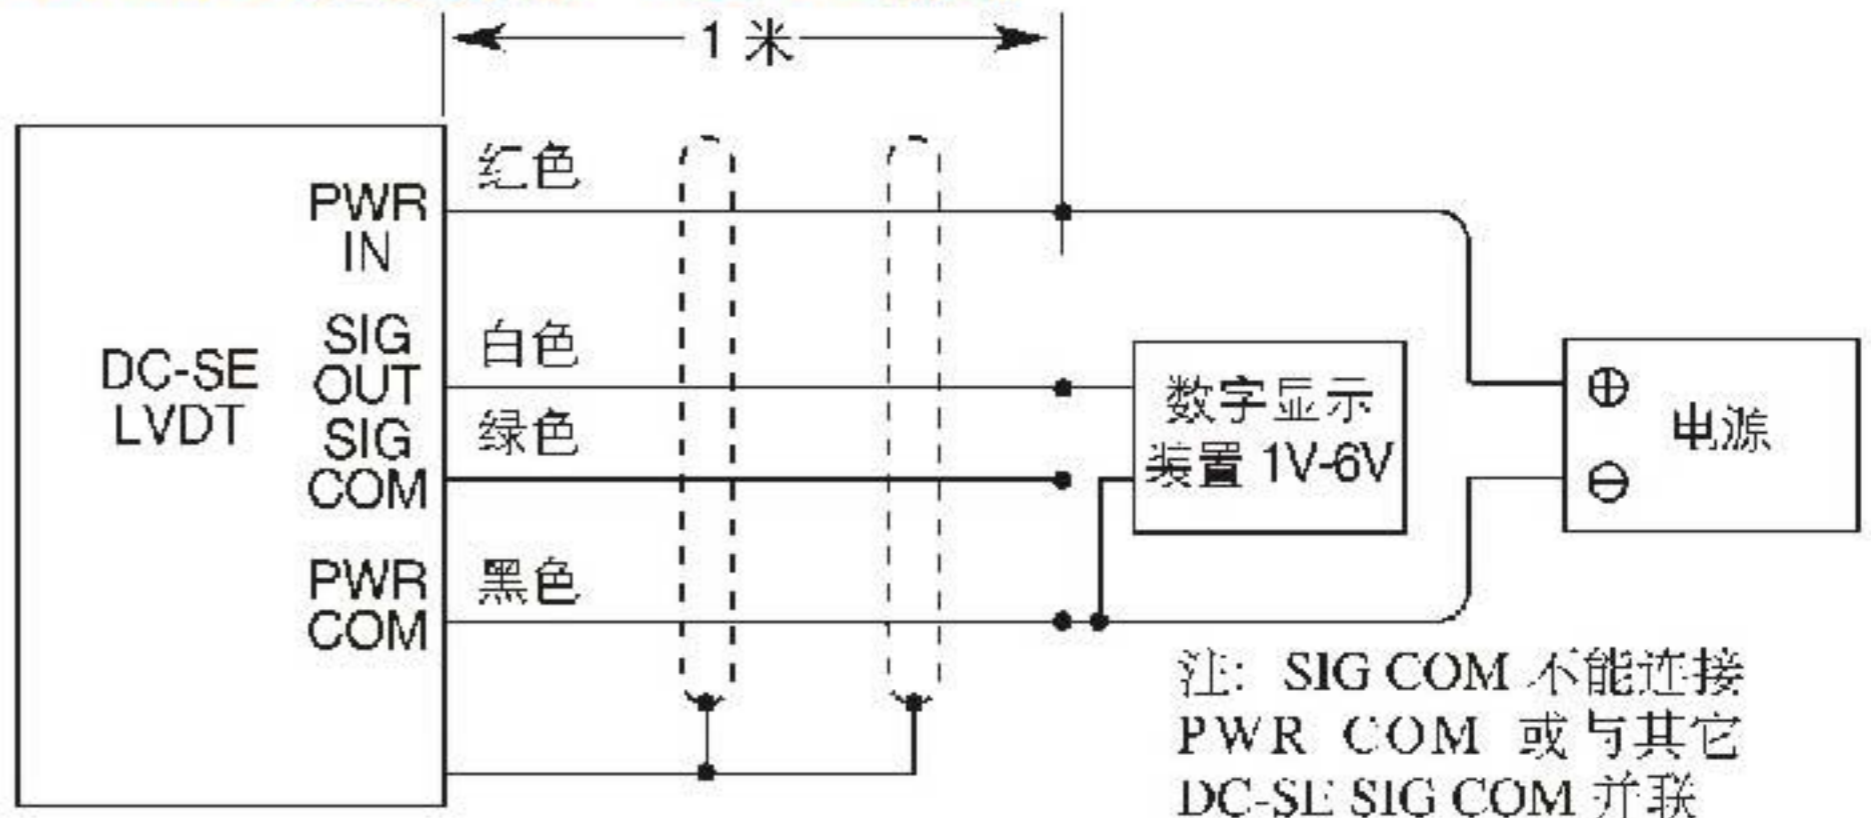 1 米
红色
PWR
IN
白色
SIG
OUT
DC-SE
LVDT
绿色
SIG
COM
黑色
PWR
COM
数字显示
装置 1V-6V
⊕
⊖
电源
注: SIG COM 不能连接
PWR COM 或与其它
DC-SE SIG COM 并联